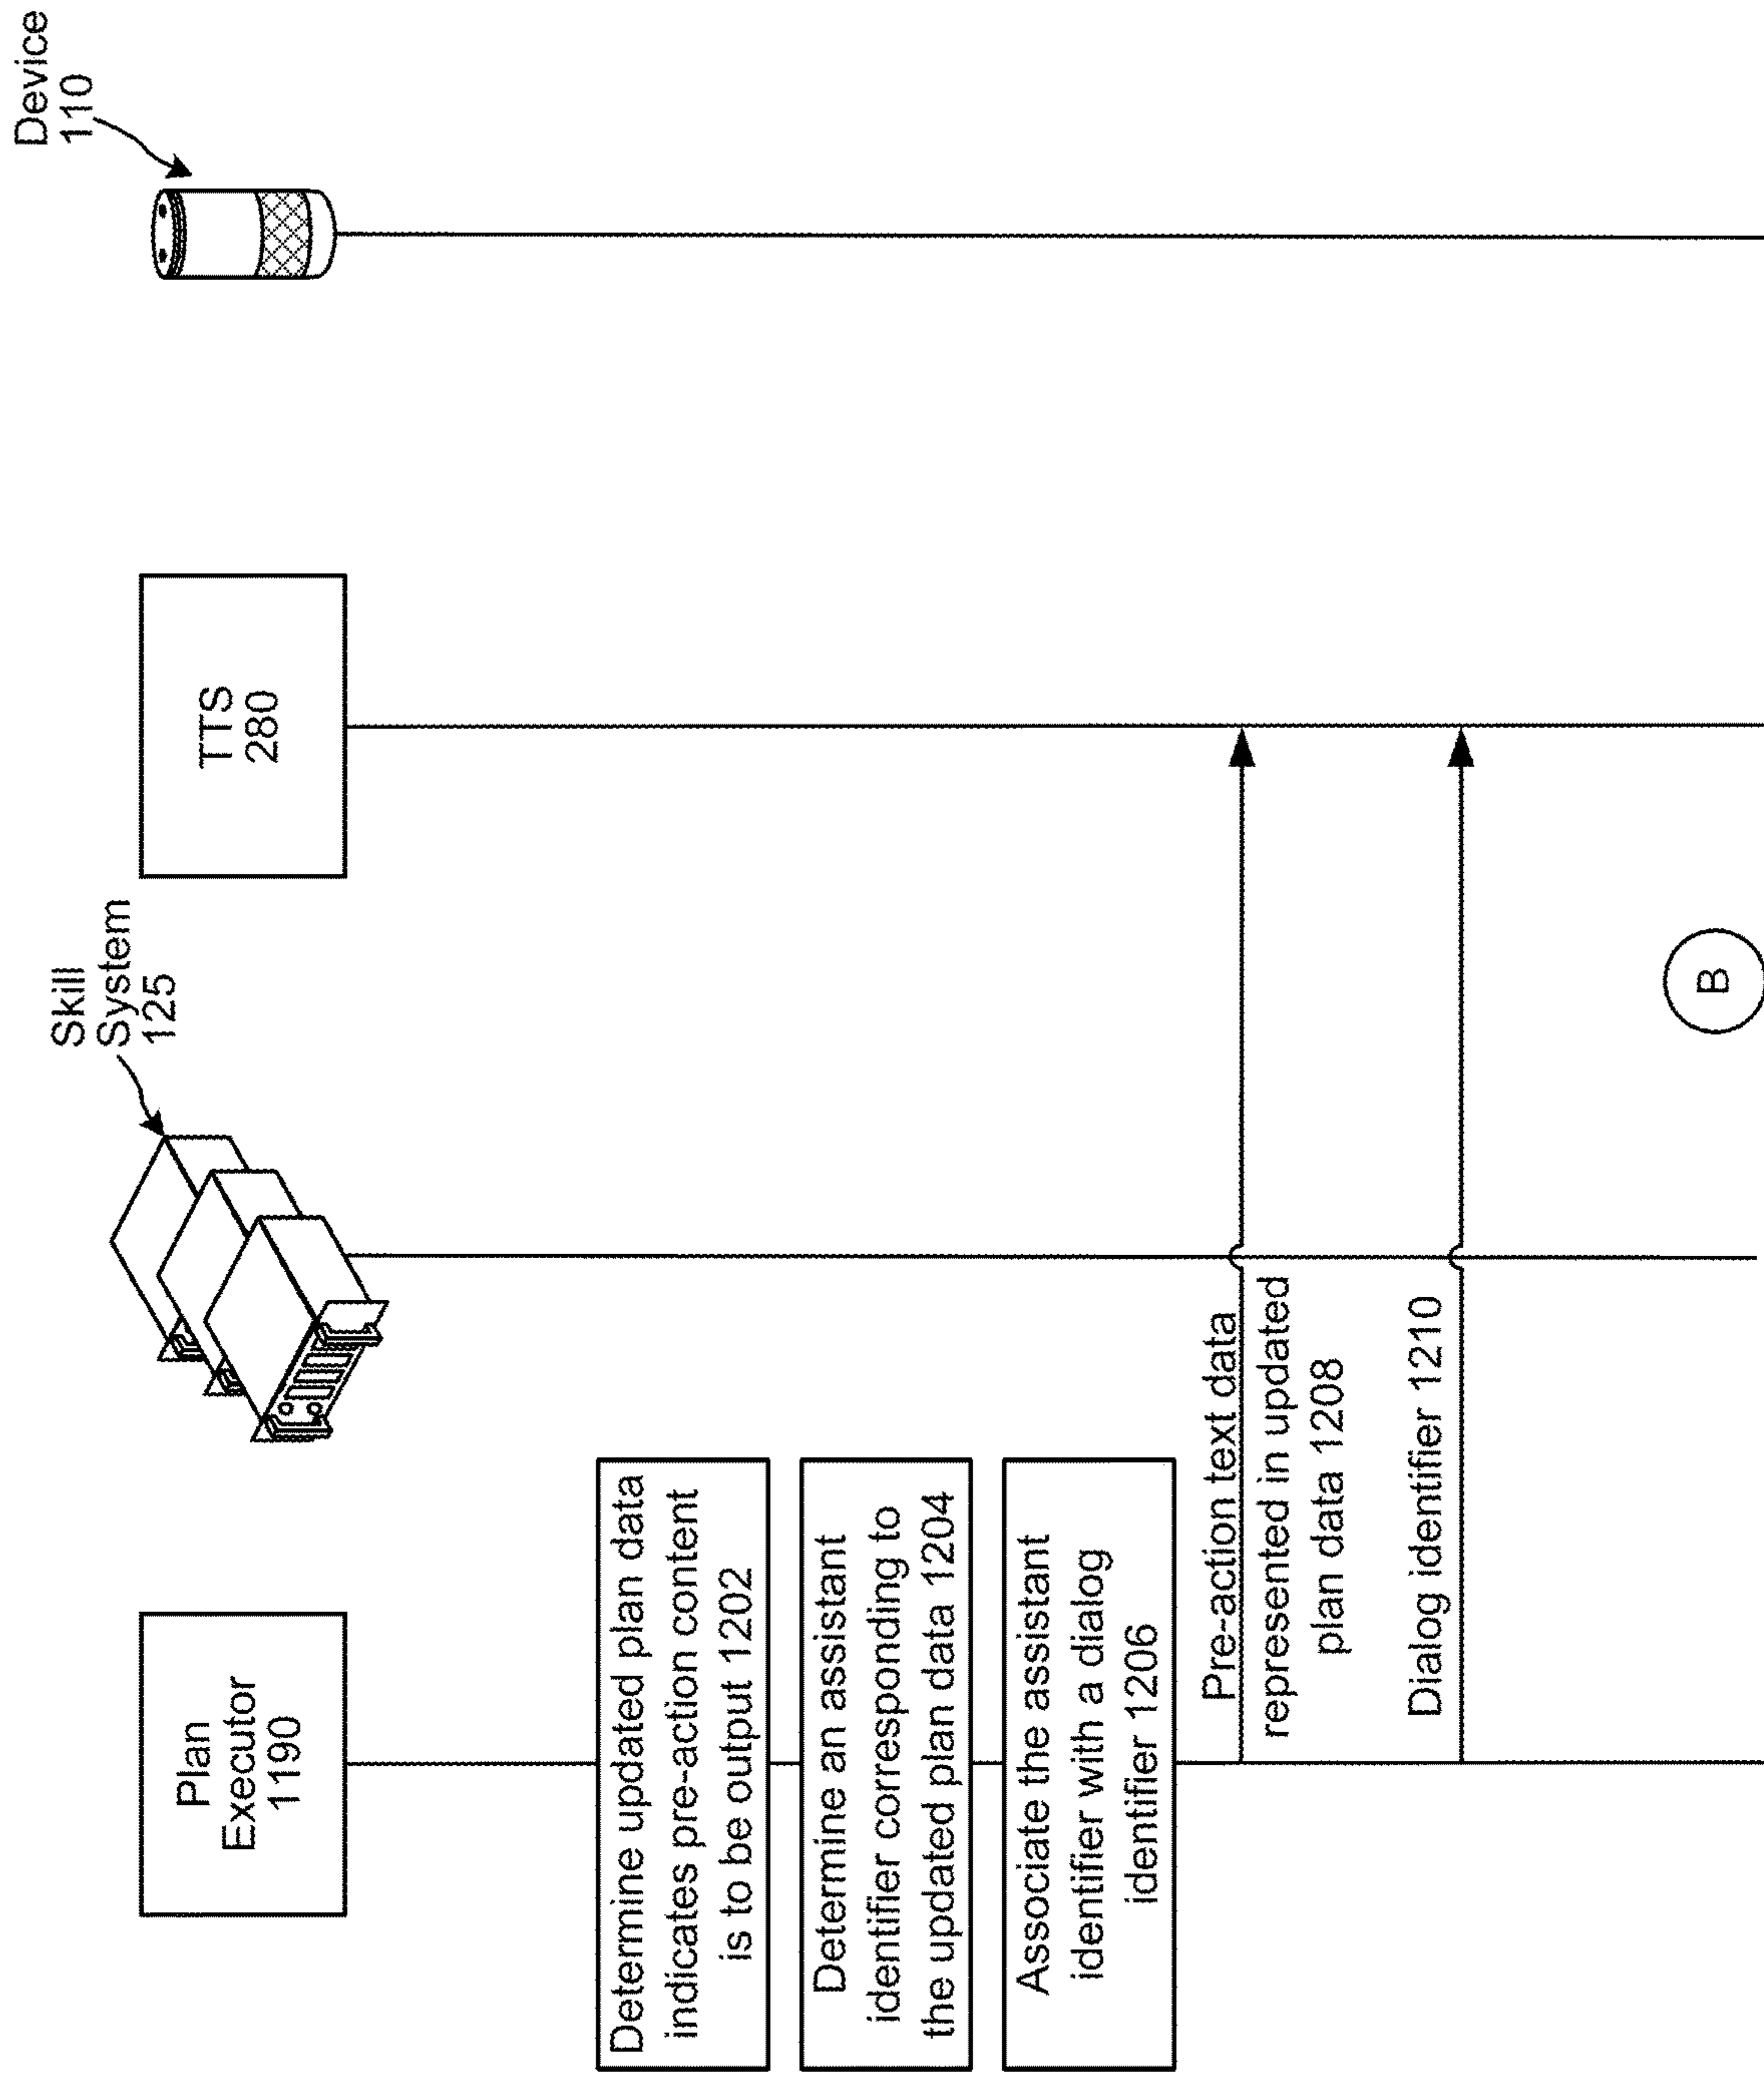 Plan
Executor
1190
Skill
System
125
TTS
280
Device
110
Determine updated plan data
indicates pre-action content
is to be output 1202
Determine an assistant
identifier corresponding to
the updated plan data 1204
Associate the assistant
identifier with a dialog
identifier 1206
Pre-action text data
represented in updated
plan data 1208
Dialog identifier 1210
B